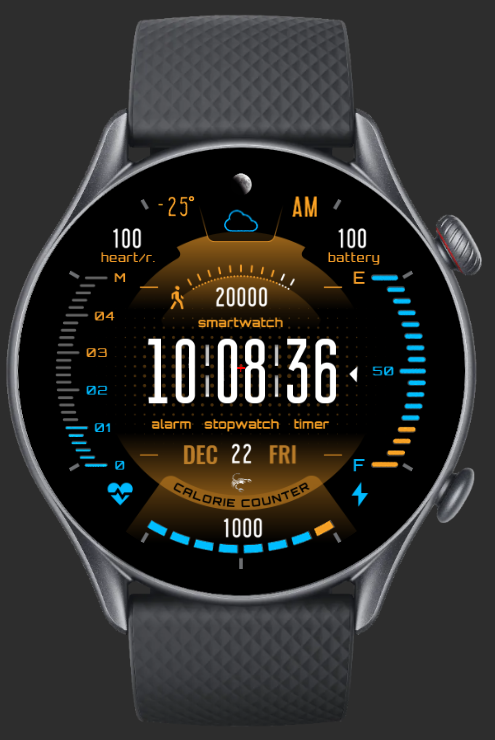 -25° AM
100 100
heart/r. battery
M E
20000
04
smartwatch
03
10:08:36
50
02
alarm stopwatch timer
01
DEC 22 FRI
0 F
CALORIE COUNTER
1000